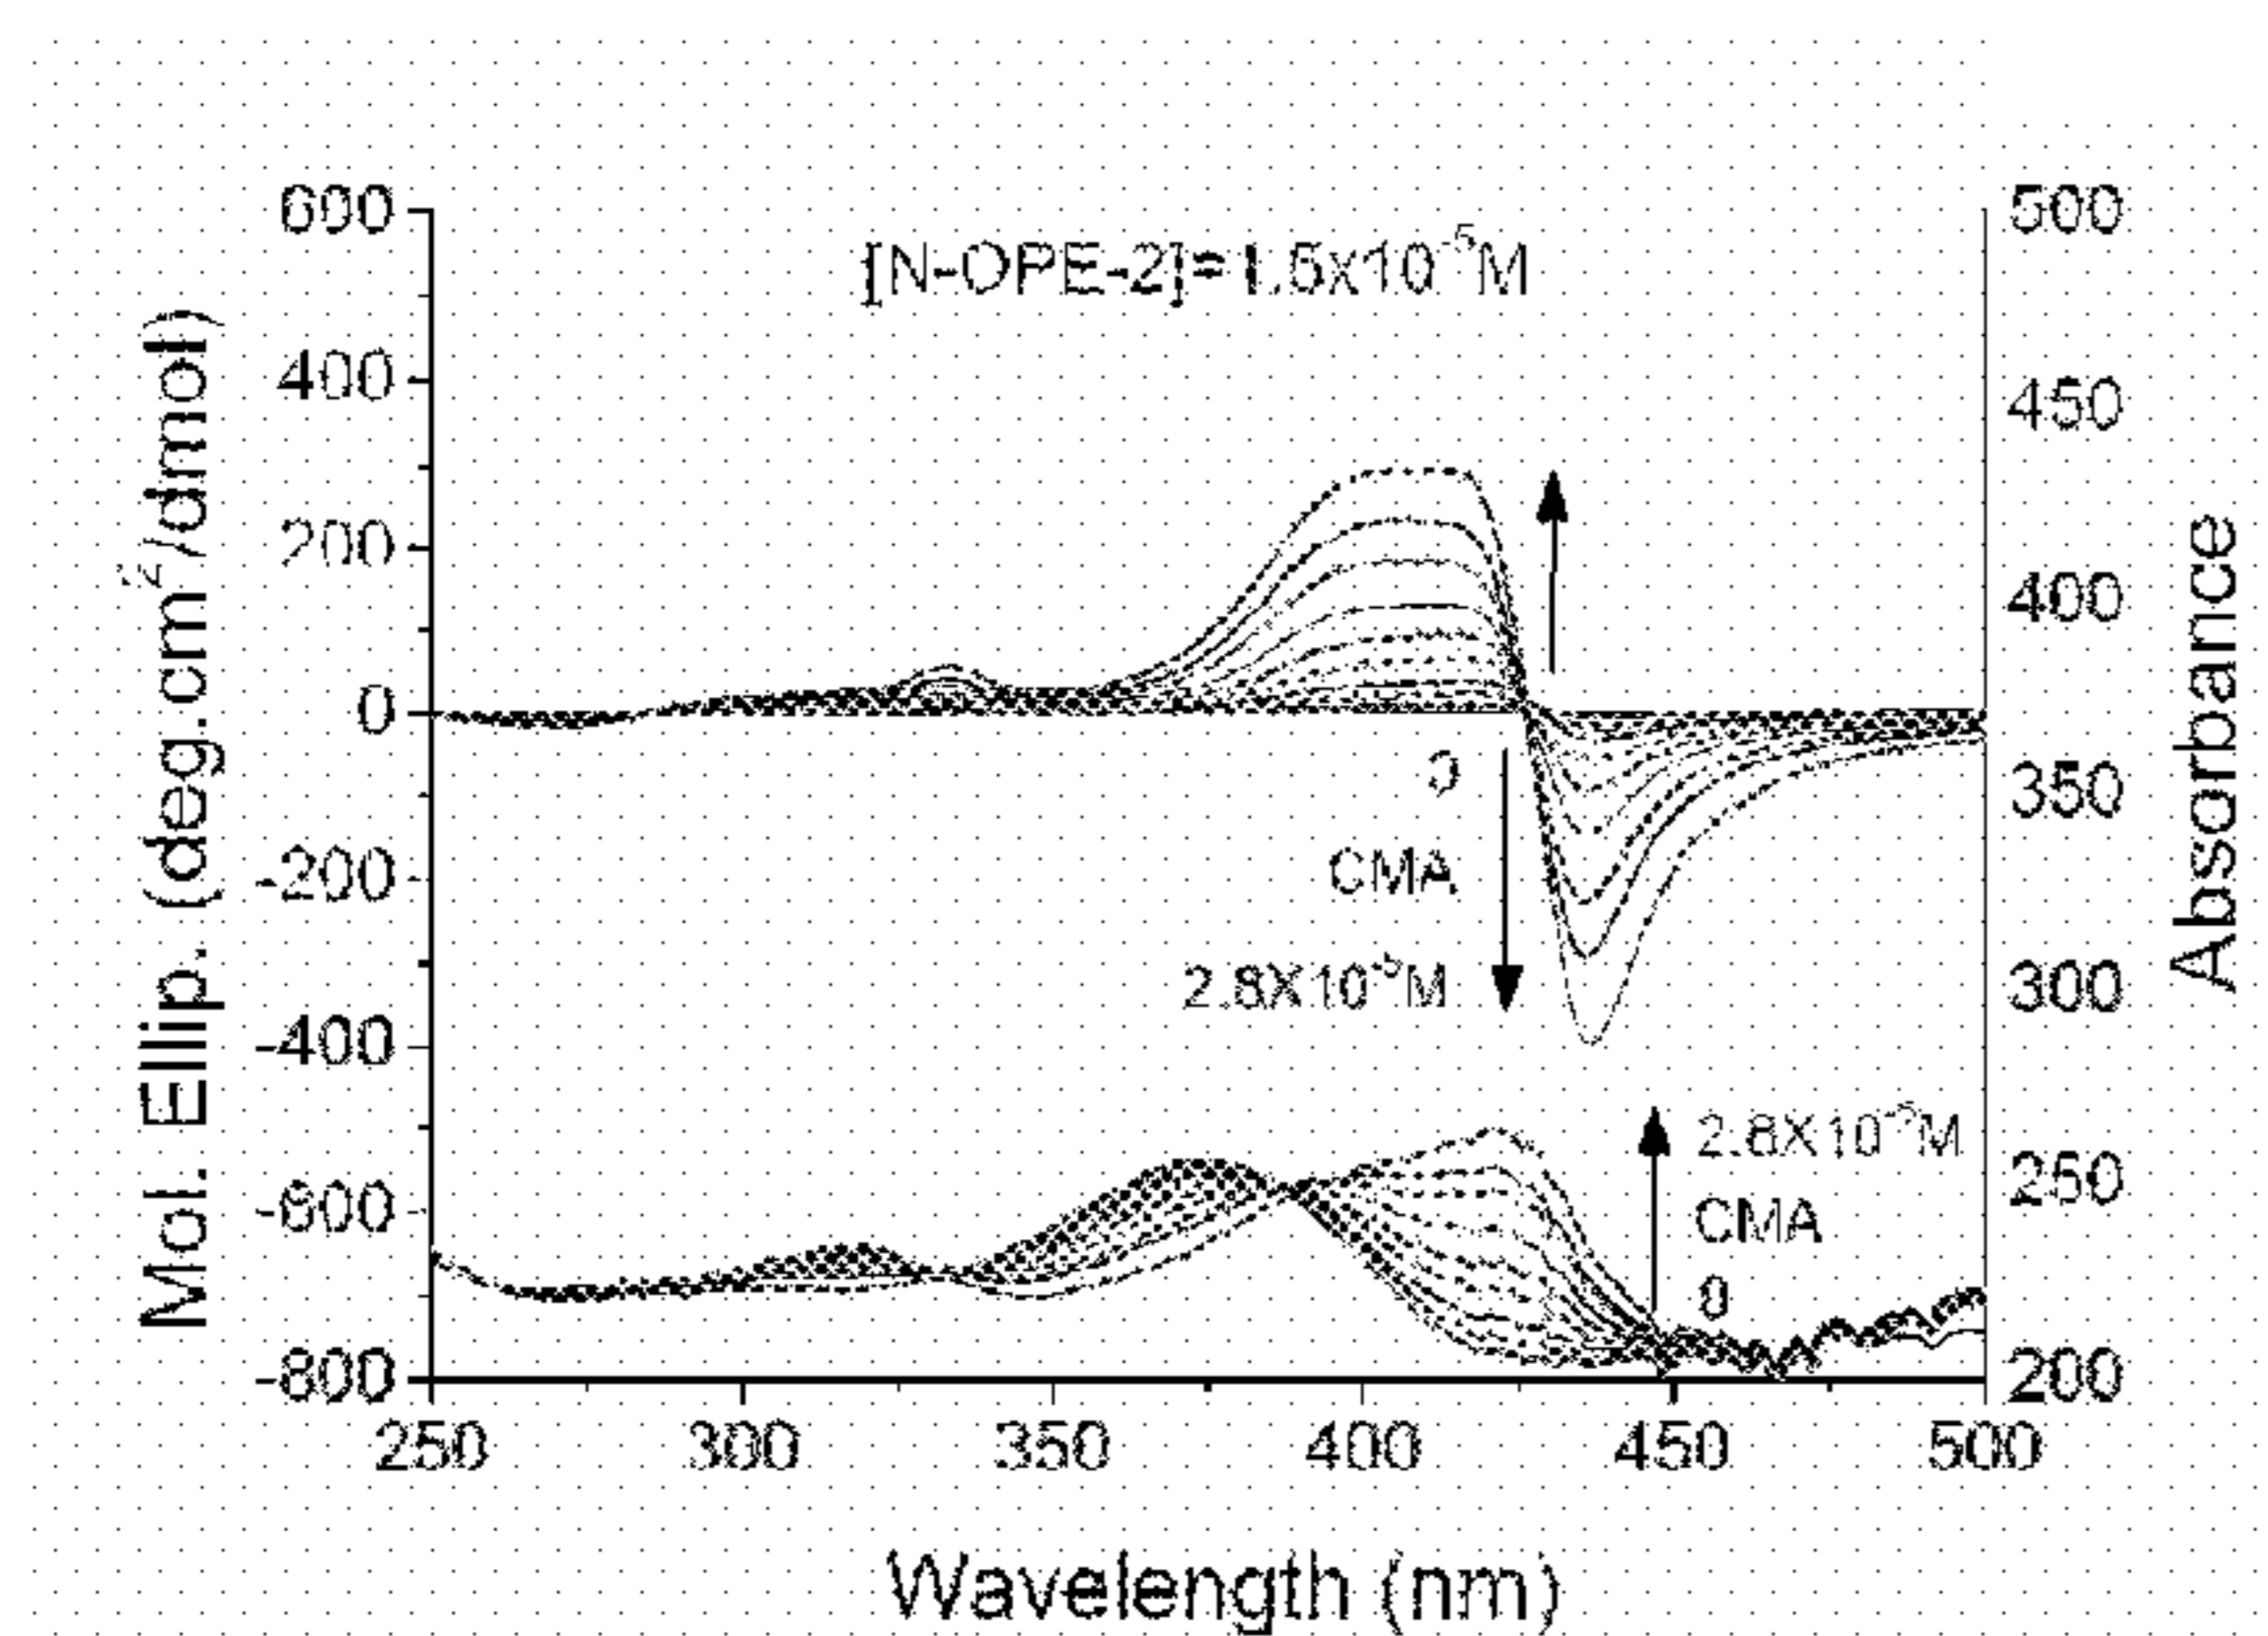 [N-OPE-2]=1.5x10⁻⁵M
Mol. Ellip. (deg.cm²/dmol)
600
400
200
0
-200
-400
-600
-800
0
CMA
2.8X10⁻⁵M
2.8X10⁻⁵M
CMA
0
500
450
400
350
300
250
200
Absorbance
250 300 350 400 450 500
Wavelength (nm)